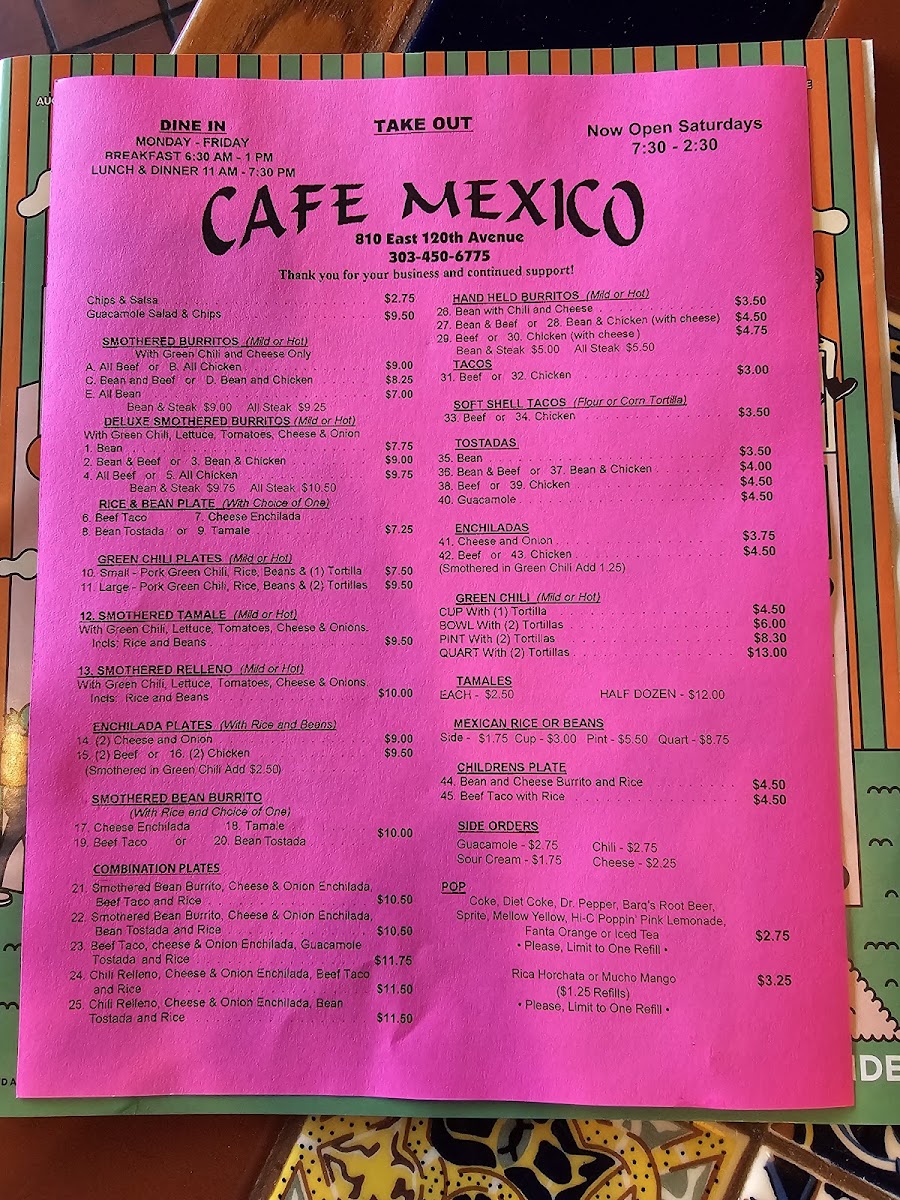 DINE IN
MONDAY - FRIDAY
BREAKFAST 6:30 AM - 1 PM
LUNCH & DINNER 11 AM - 7:30 PM
TAKE OUT
Now Open Saturdays
7:30 - 2:30
CAFE MEXICO
810 East 120th Avenue
303-450-6775
Thank you for your business and continued support!
Chips & Salsa $2.75
Guacamole Salad & Chips $9.50
SMOTHERED BURRITOS (Mild or Hot)
With Green Chili and Cheese Only
A. All Beef or B. All Chicken $9.00
C. Bean and Beef or D. Bean and Chicken $8.25
E. All Bean $7.00
Bean & Steak $9.00 All Steak $9.25
DELUXE SMOTHERED BURRITOS (Mild or Hot)
With Green Chili, Lettuce, Tomatoes, Cheese & Onion
1. Bean $7.75
2. Bean & Beef or 3. Bean & Chicken $9.00
4. All Beef or 5. All Chicken $9.75
Bean & Steak $9.75 All Steak $10.50
RICE & BEAN PLATE (With Choice of One)
6. Beef Taco 7. Cheese Enchilada
8. Bean Tostada or 9. Tamale $7.25
GREEN CHILI PLATES (Mild or Hot)
10. Small - Pork Green Chili, Rice, Beans & (1) Tortilla $7.50
11. Large - Pork Green Chili, Rice, Beans & (2) Tortillas $9.50
12. SMOTHERED TAMALE (Mild or Hot)
With Green Chili, Lettuce, Tomatoes, Cheese & Onions.
Incls: Rice and Beans $9.50
13. SMOTHERED RELLENO (Mild or Hot)
With Green Chili, Lettuce, Tomatoes, Cheese & Onions.
Incls: Rice and Beans $10.00
ENCHILADA PLATES (With Rice and Beans)
14. (2) Cheese and Onion $9.00
15. (2) Beef or 16. (2) Chicken $9.50
(Smothered in Green Chili Add $2.50)
SMOTHERED BEAN BURRITO
(With Rice and Choice of One)
17. Cheese Enchilada 18. Tamale
19. Beef Taco or 20. Bean Tostada $10.00
COMBINATION PLATES
21. Smothered Bean Burrito, Cheese & Onion Enchilada,
Beef Taco and Rice $10.50
22. Smothered Bean Burrito, Cheese & Onion Enchilada,
Bean Tostada and Rice $10.50
23. Beef Taco, cheese & Onion Enchilada, Guacamole
Tostada and Rice $11.75
24. Chili Relleno, Cheese & Onion Enchilada, Beef Taco
and Rice $11.50
25. Chili Relleno, Cheese & Onion Enchilada, Bean
Tostada and Rice $11.50
HAND HELD BURRITOS (Mild or Hot)
26. Bean with Chili and Cheese $3.50
27. Bean & Beef or 28. Bean & Chicken (with cheese) $4.50
29. Beef or 30. Chicken (with cheese) $4.75
Bean & Steak $5.00 All Steak $5.50
TACOS
31. Beef or 32. Chicken $3.00
SOFT SHELL TACOS (Flour or Corn Tortilla)
33. Beef or 34. Chicken $3.50
TOSTADAS
35. Bean $3.50
36. Bean & Beef or 37. Bean & Chicken $4.00
38. Beef or 39. Chicken $4.50
40. Guacamole $4.50
ENCHILADAS
41. Cheese and Onion $3.75
42. Beef or 43. Chicken $4.50
(Smothered in Green Chili Add 1.25)
GREEN CHILI (Mild or Hot)
CUP With (1) Tortilla $4.50
BOWL With (2) Tortillas $6.00
PINT With (2) Tortillas $8.30
QUART With (2) Tortillas $13.00
TAMALES
EACH - $2.50 HALF DOZEN - $12.00
MEXICAN RICE OR BEANS
Side - $1.75 Cup - $3.00 Pint - $5.50 Quart - $8.75
CHILDRENS PLATE
44. Bean and Cheese Burrito and Rice $4.50
45. Beef Taco with Rice $4.50
SIDE ORDERS
Guacamole - $2.75 Chili - $2.75
Sour Cream - $1.75 Cheese - $2.25
POP
Coke, Diet Coke, Dr. Pepper, Barq's Root Beer,
Sprite, Mellow Yellow, Hi-C Poppin' Pink Lemonade,
Fanta Orange or Iced Tea $2.75
• Please, Limit to One Refill •
Rica Horchata or Mucho Mango $3.25
($1.25 Refills)
• Please, Limit to One Refill •